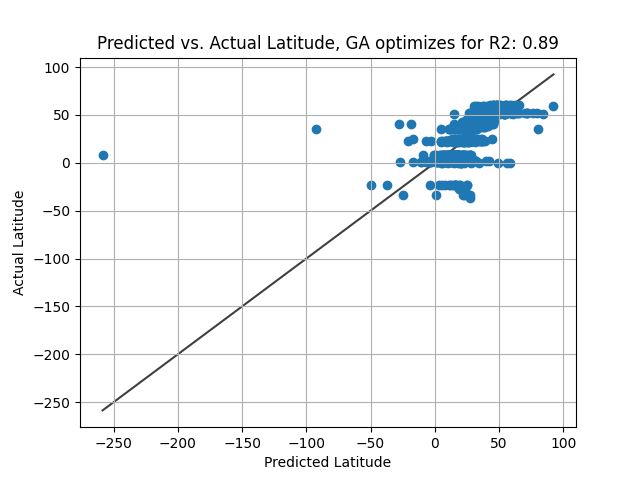 Predicted vs. Actual Latitude, GA optimizes for R2: 0.89
100
50
0
−50
−100
−150
−200
−250
Actual Latitude
−250 −200 −150 −100 −50 0 50 100
Predicted Latitude